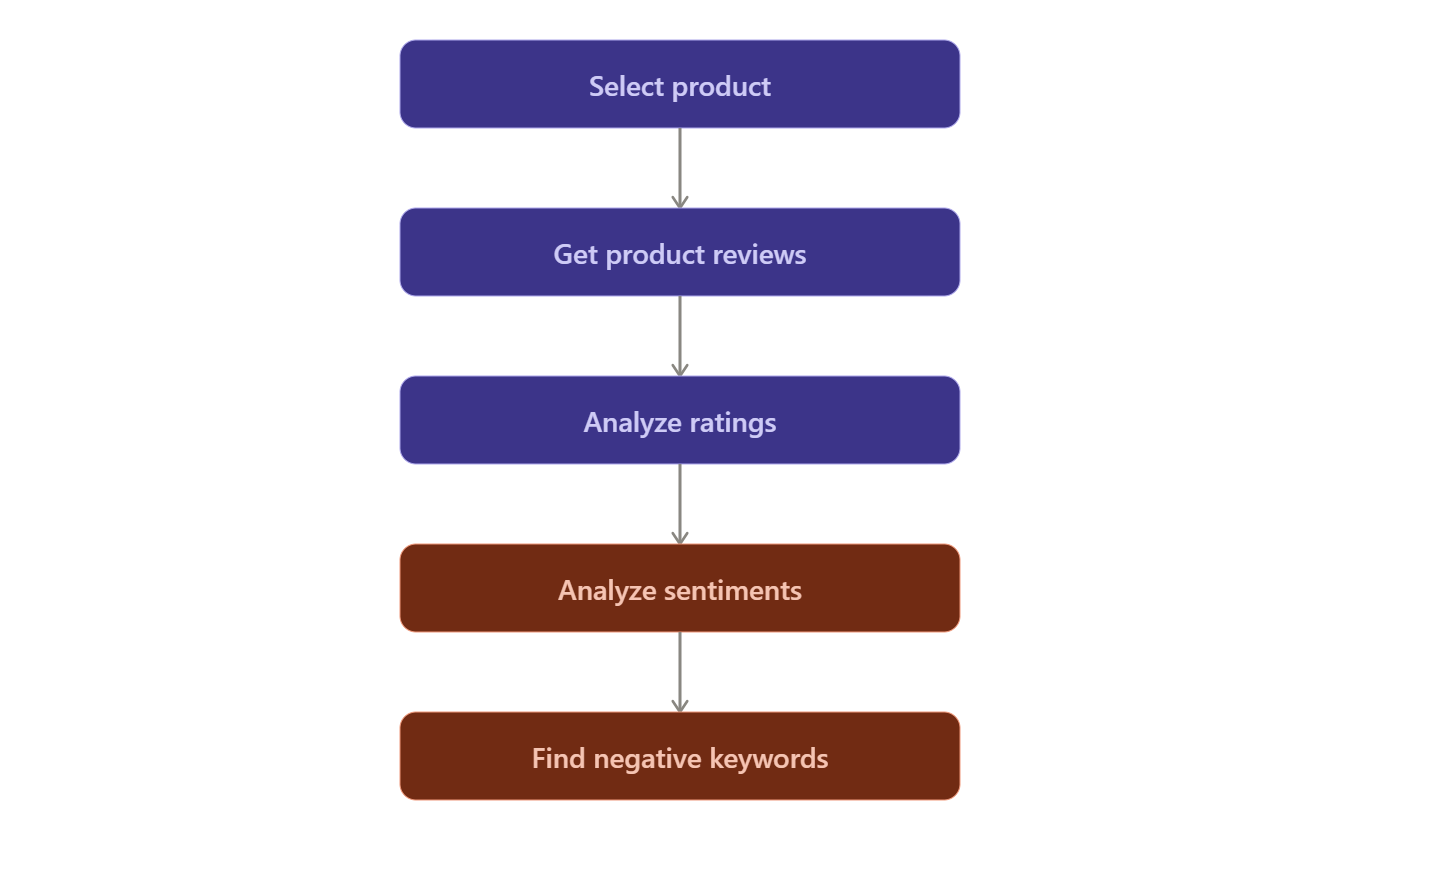 Select product
Get product reviews
Analyze ratings
Analyze sentiments
Find negative keywords